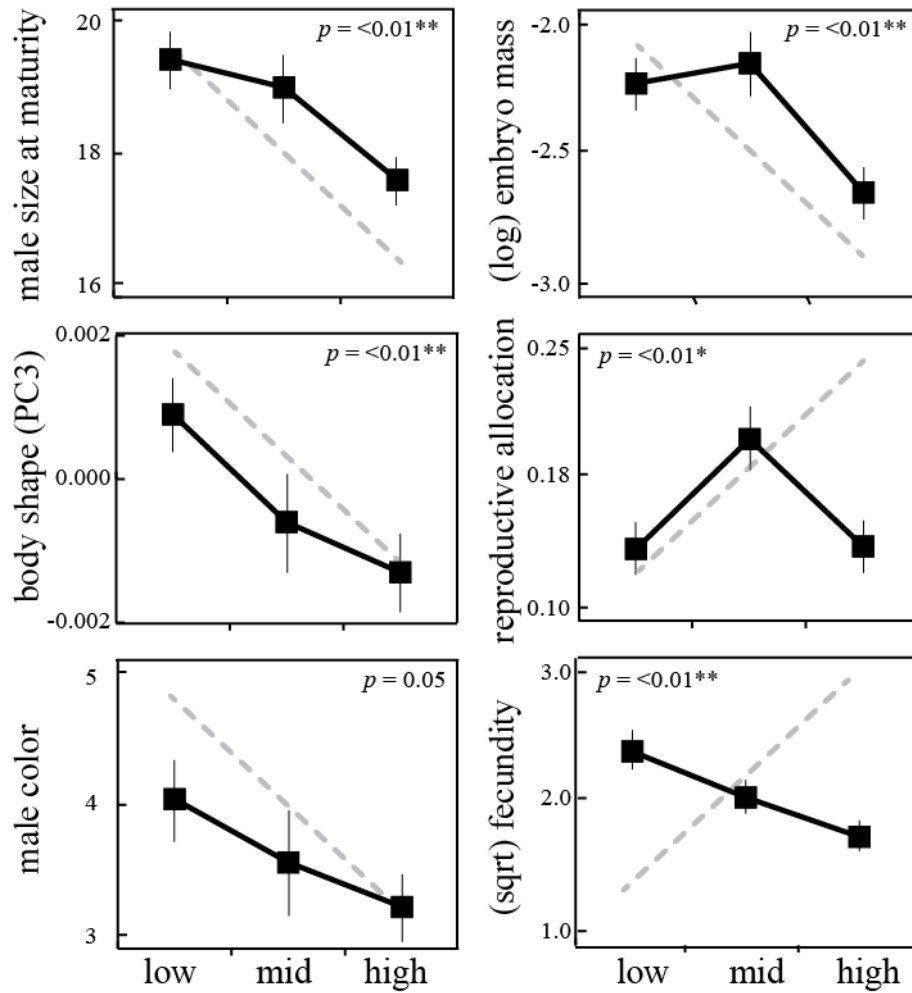 male size at maturity
20
18
16
p = <0.01**
(log) embryo mass
-2.0
-2.5
-3.0
p = <0.01**
body shape (PC3)
0.002
0.000
-0.002
p = <0.01**
reproductive allocation
0.25
0.18
0.10
p = <0.01*
male color
5
4
3
p = 0.05
low mid high
(sqrt) fecundity
3.0
2.0
1.0
p = <0.01**
low mid high